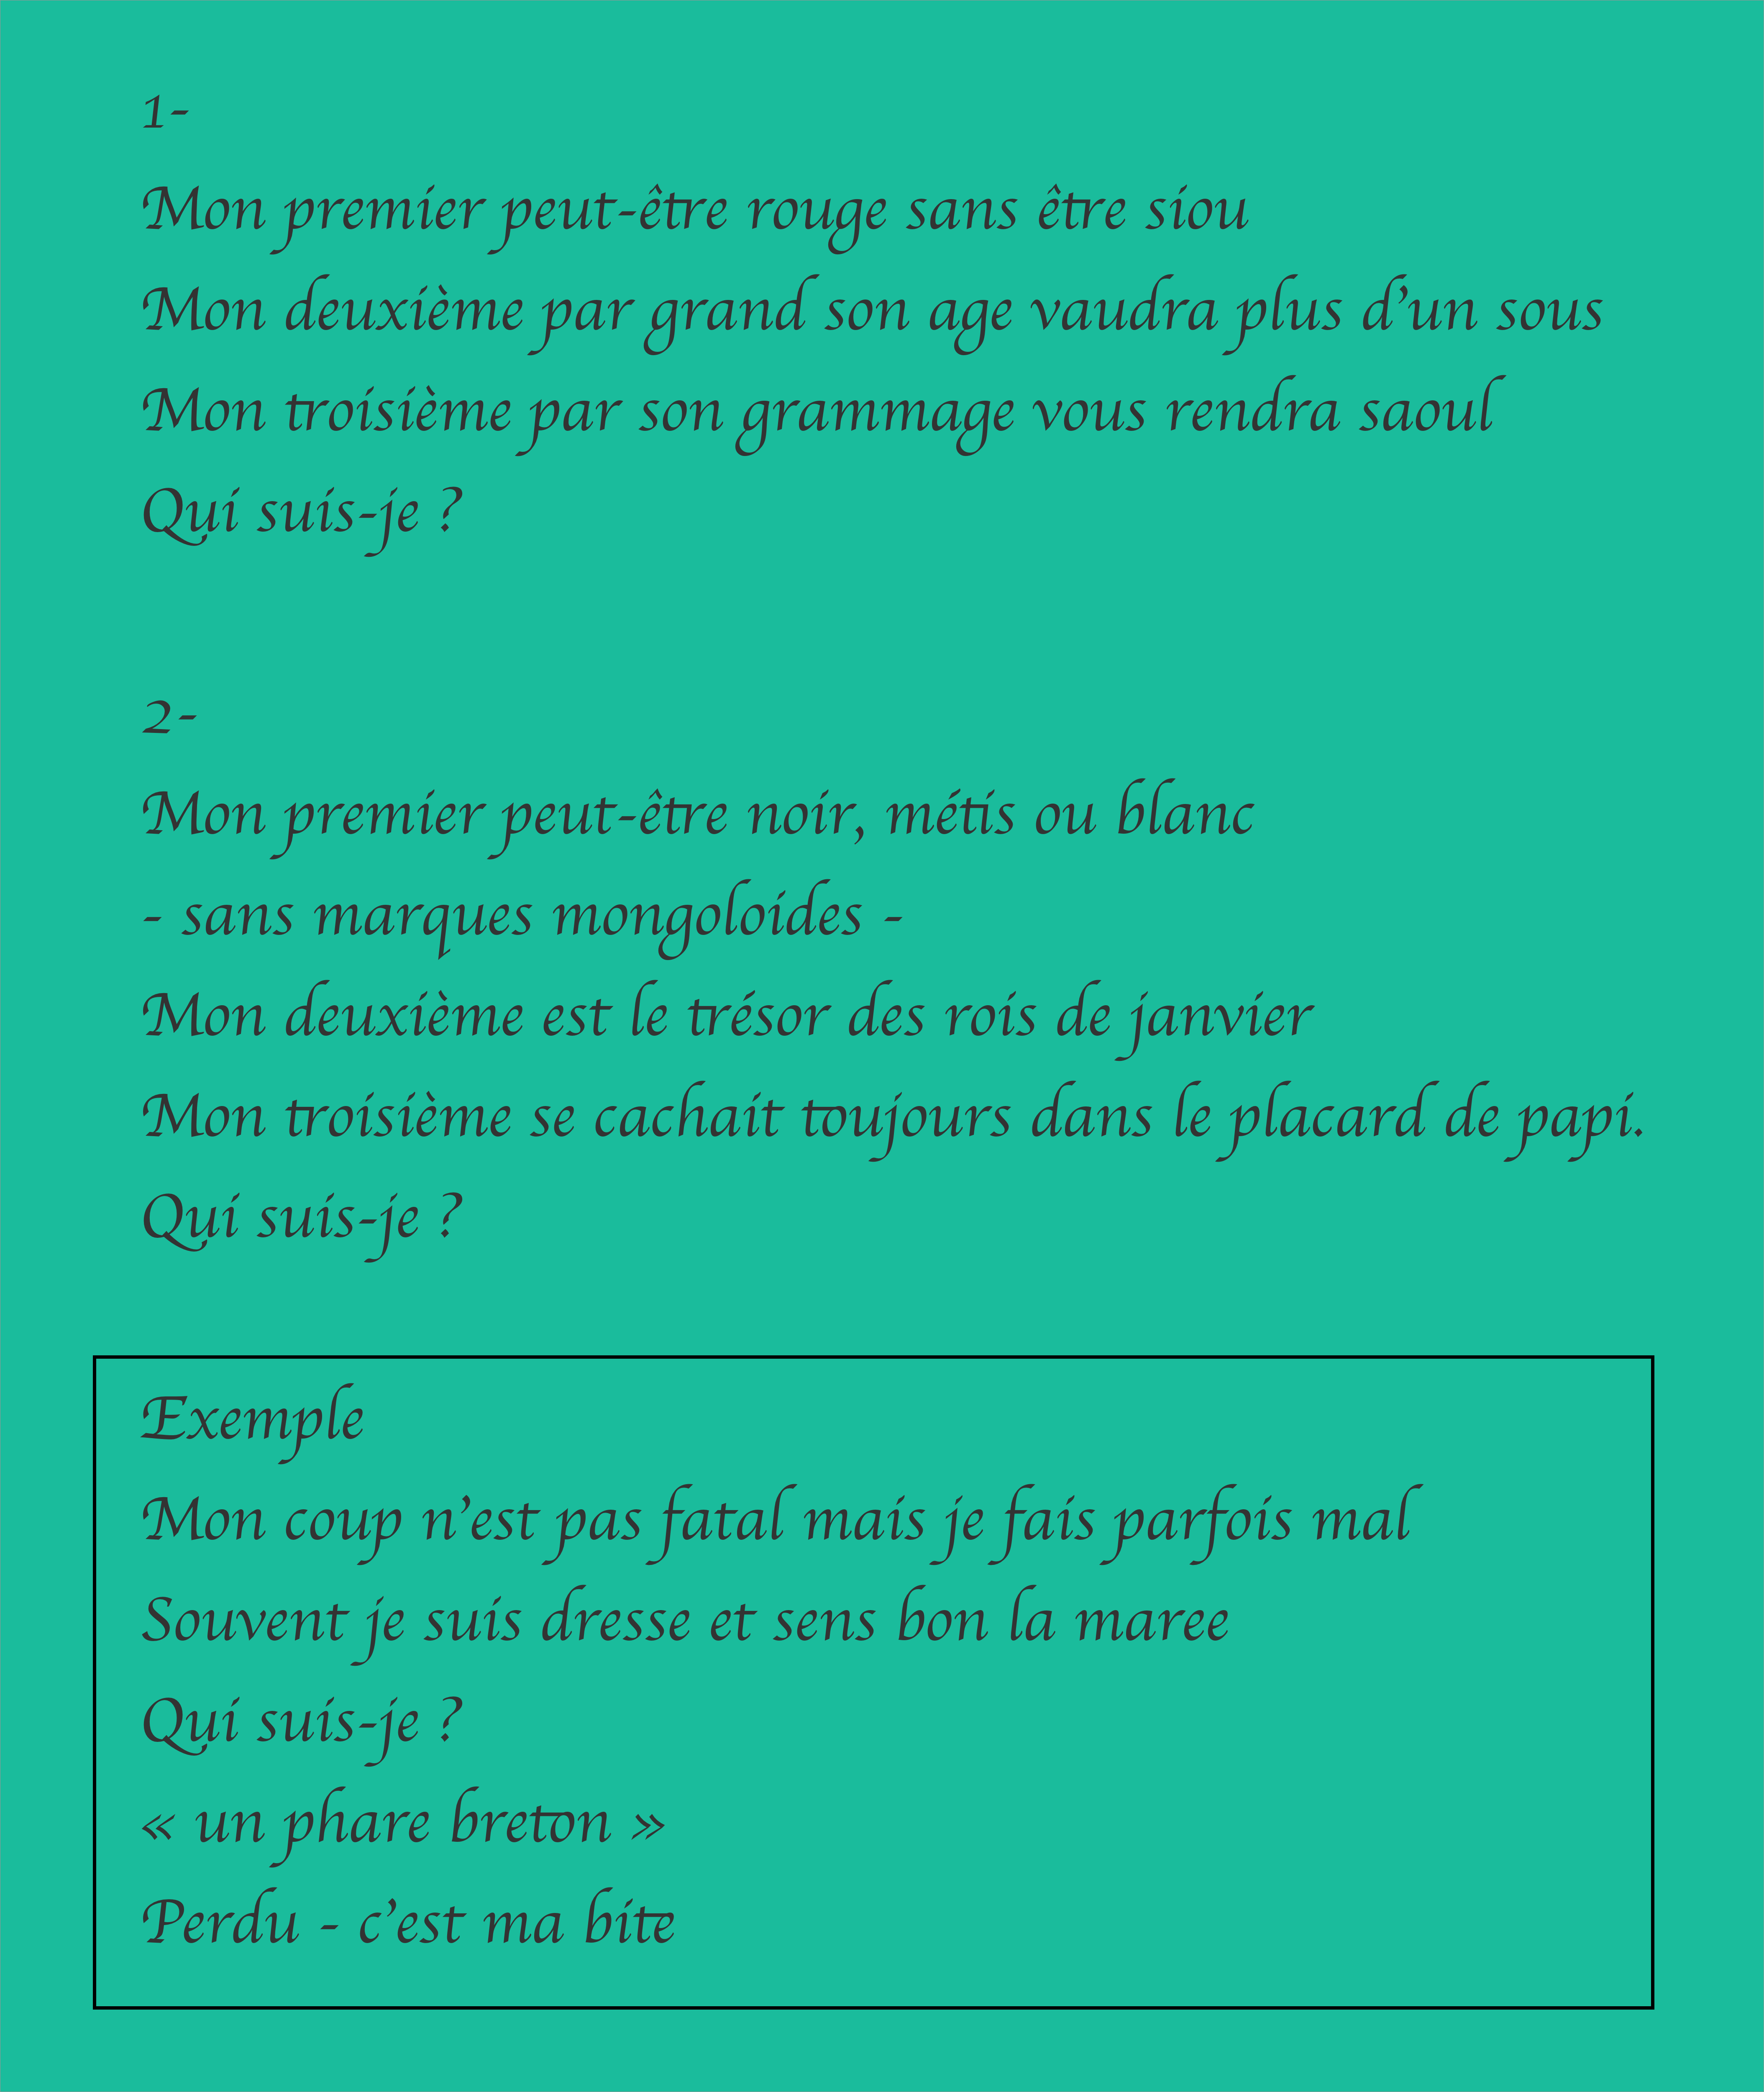 1-
Mon premier peut-être rouge sans être siou
Mon deuxième par grand son age vaudra plus d’un sous
Mon troisième par son grammage vous rendra saoul
Qui suis-je ?
2-
Mon premier peut-être noir, métis ou blanc
- sans marques mongoloides -
Mon deuxième est le trésor des rois de janvier
Mon troisième se cachait toujours dans le placard de papi.
Qui suis-je ?
Exemple
Mon coup n’est pas fatal mais je fais parfois mal
Souvent je suis dresse et sens bon la maree
Qui suis-je ?
« un phare breton »
Perdu - c’est ma bite